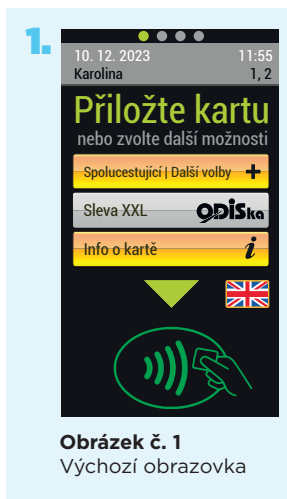 1.
10. 12. 2023 11:55
Karolina 1, 2
Přiložte kartu
nebo zvolte další možnosti
Spolucestující | Další volby +
Sleva XXL ODISka
Info o kartě i
Obrázek č. 1
Výchozí obrazovka